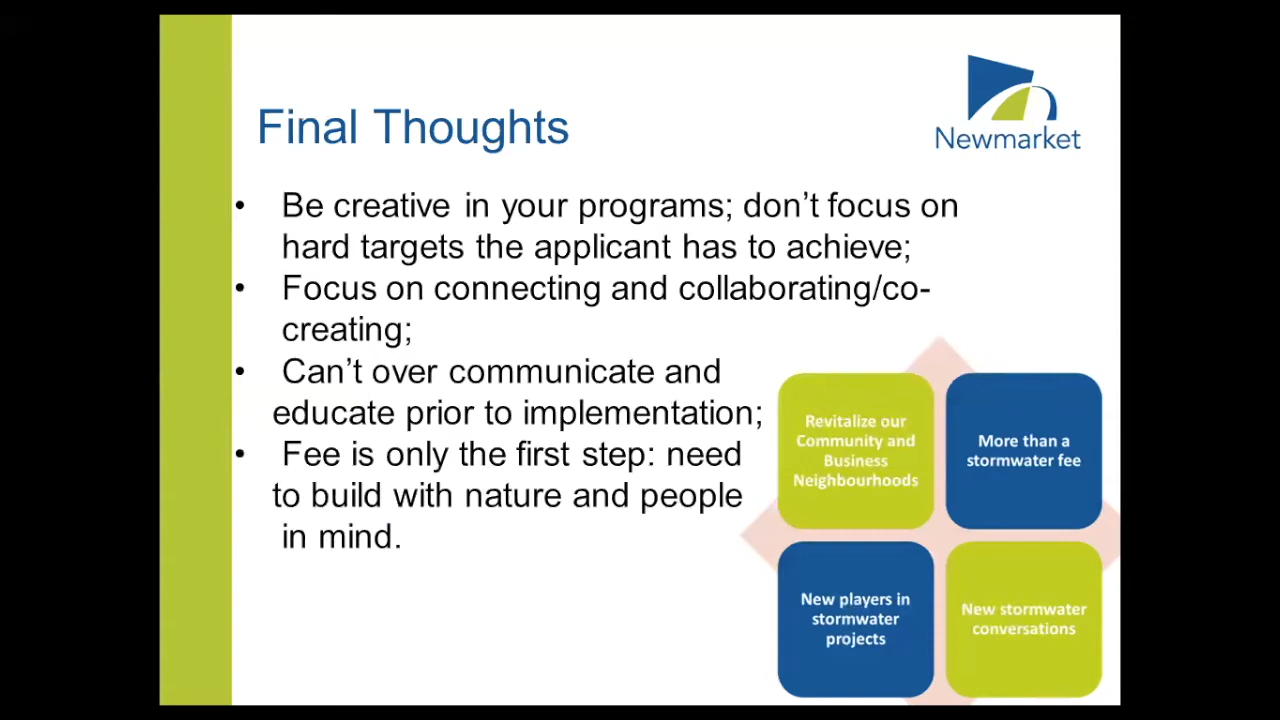 Newmarket
Final Thoughts
• Be creative in your programs; don’t focus on
hard targets the applicant has to achieve;
• Focus on connecting and collaborating/co-
creating;
• Can’t over communicate and
educate prior to implementation;
• Fee is only the first step: need
to build with nature and people
in mind.
Revitalize our
Community and
Business
Neighbourhoods
More than a
stormwater fee
New players in
stormwater
projects
New stormwater
conversations